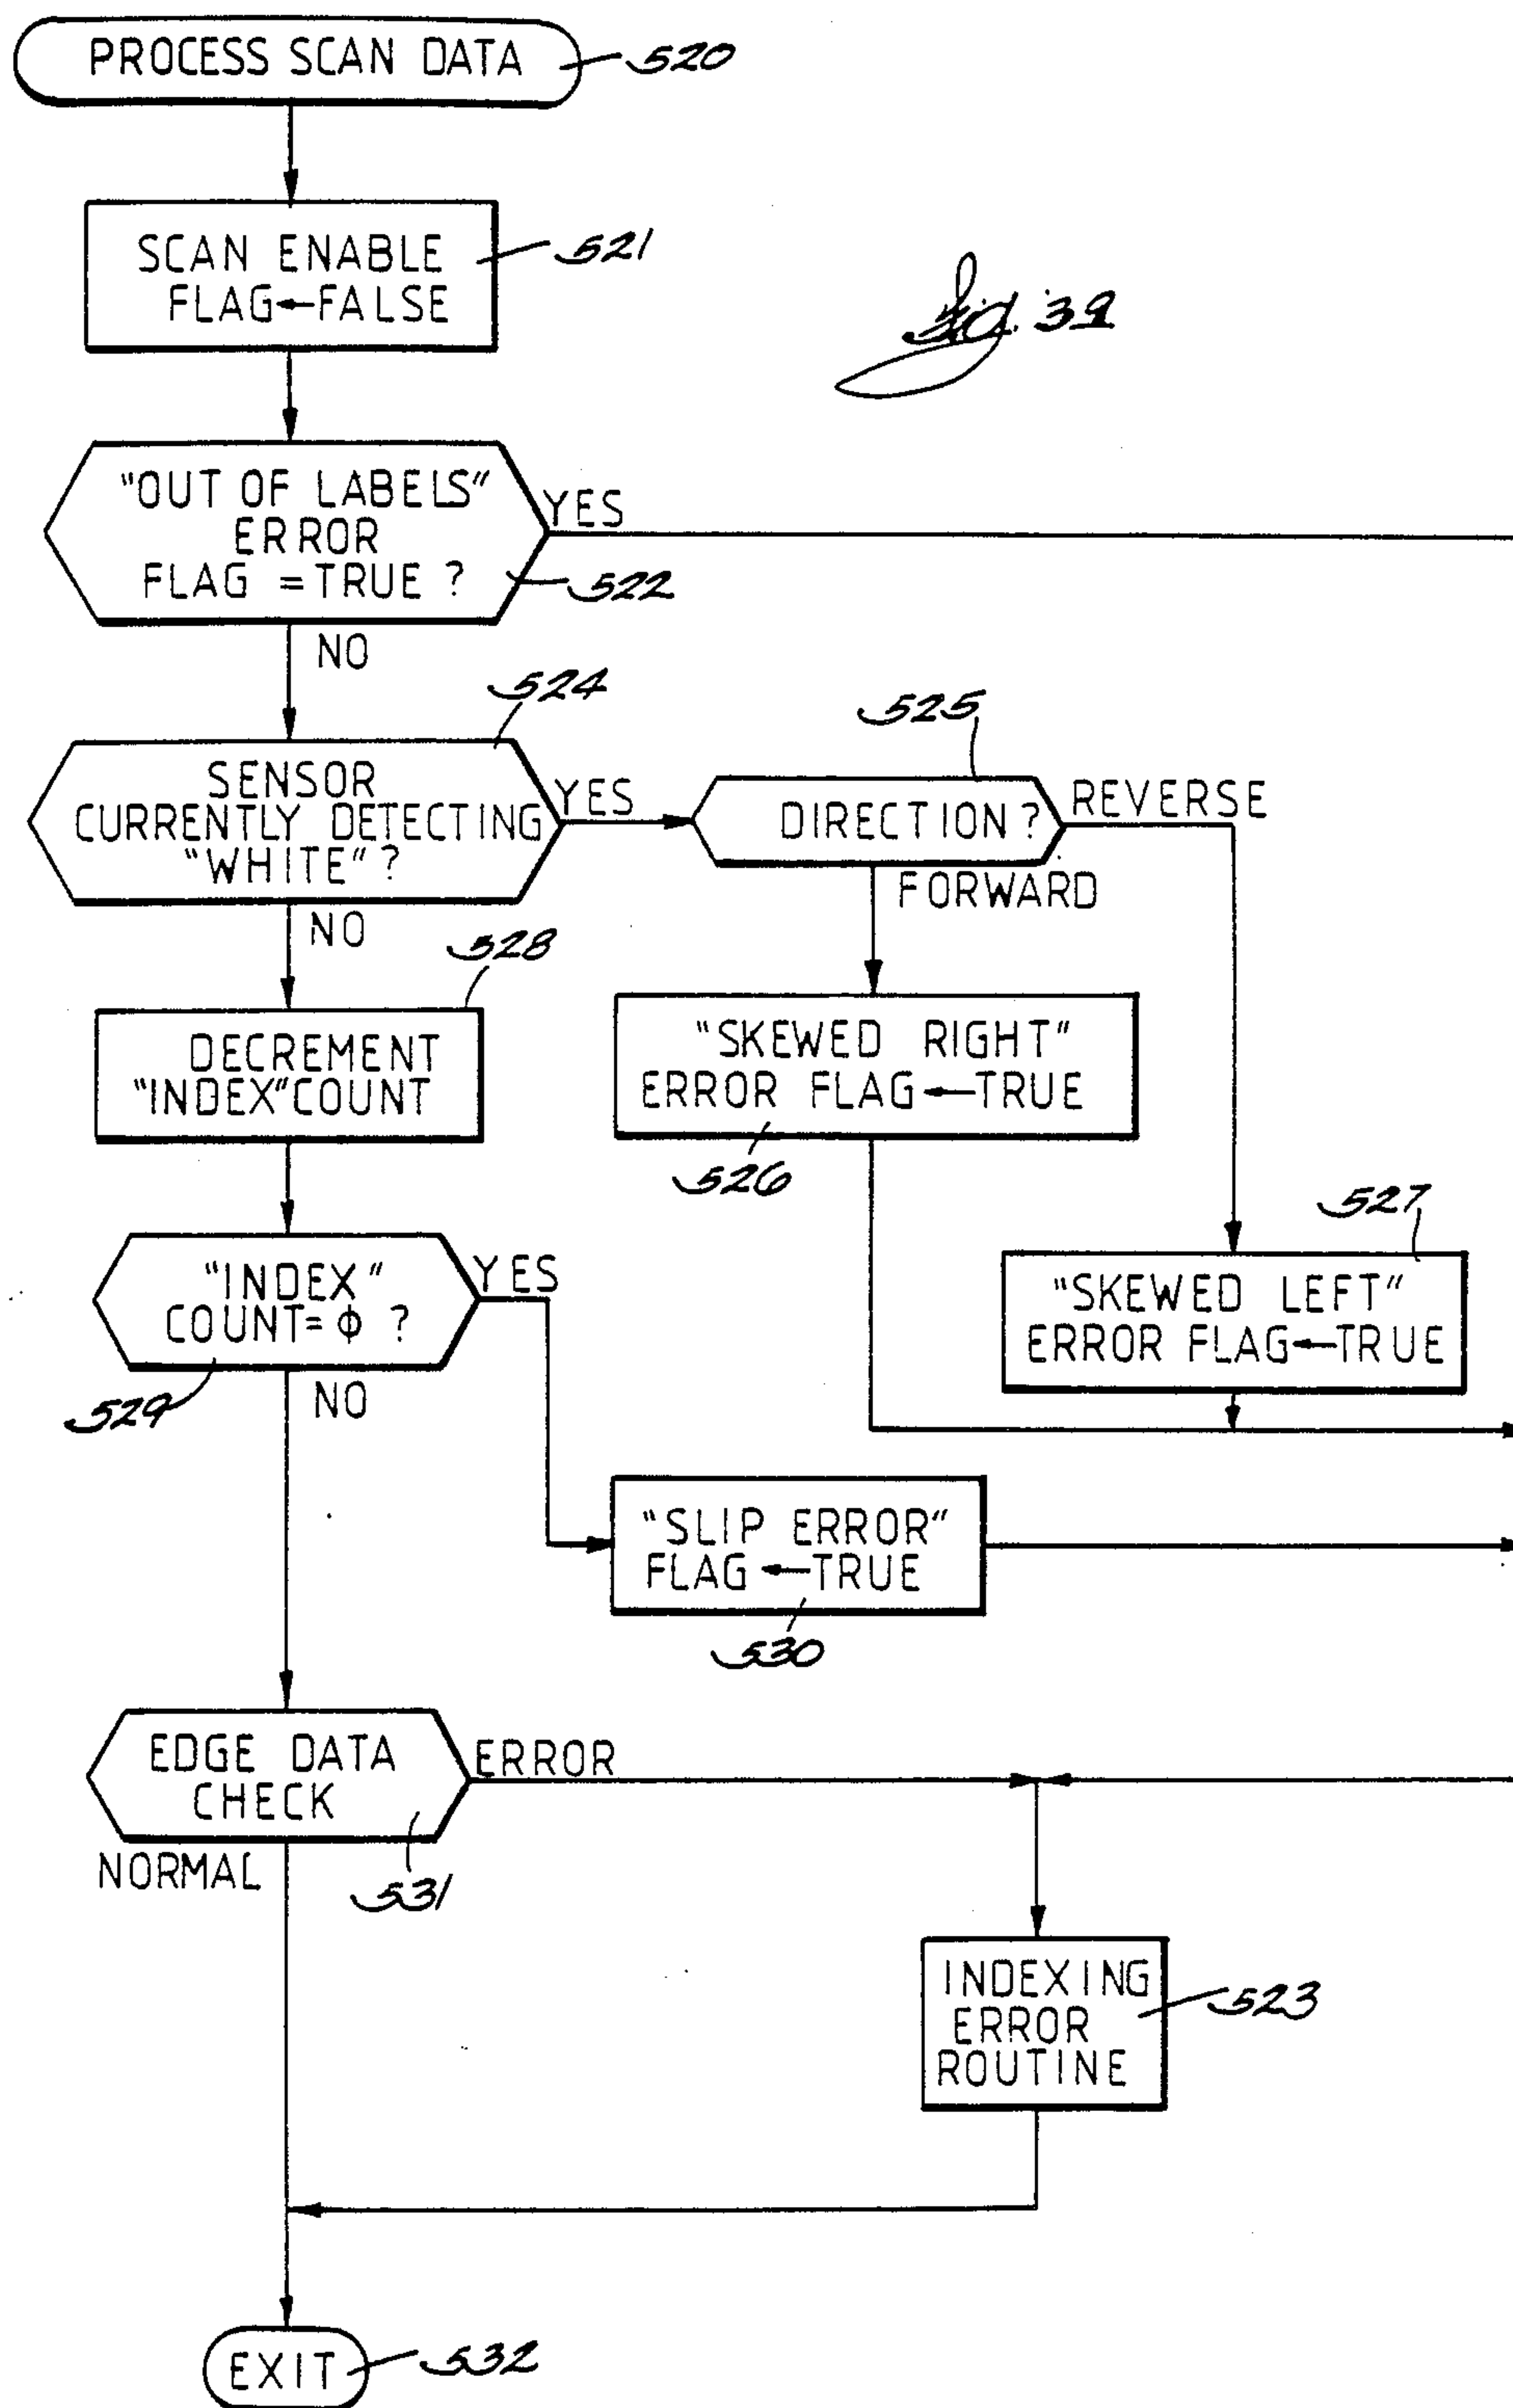 PROCESS SCAN DATA
520
SCAN ENABLE
FLAG←FALSE
521
Fig. 39
"OUT OF LABELS"
ERROR
FLAG =TRUE ?
YES
522
NO
524
SENSOR
CURRENTLY DETECTING
"WHITE"?
YES
525
DIRECTION?
REVERSE
FORWARD
NO
528
DECREMENT
"INDEX"COUNT
"SKEWED RIGHT"
ERROR FLAG←TRUE
526
527
"SKEWED LEFT"
ERROR FLAG←TRUE
"INDEX"
COUNT=ϕ ?
YES
529
NO
"SLIP ERROR"
FLAG←TRUE
530
EDGE DATA
CHECK
ERROR
NORMAL
531
INDEXING
ERROR
ROUTINE
523
EXIT
532